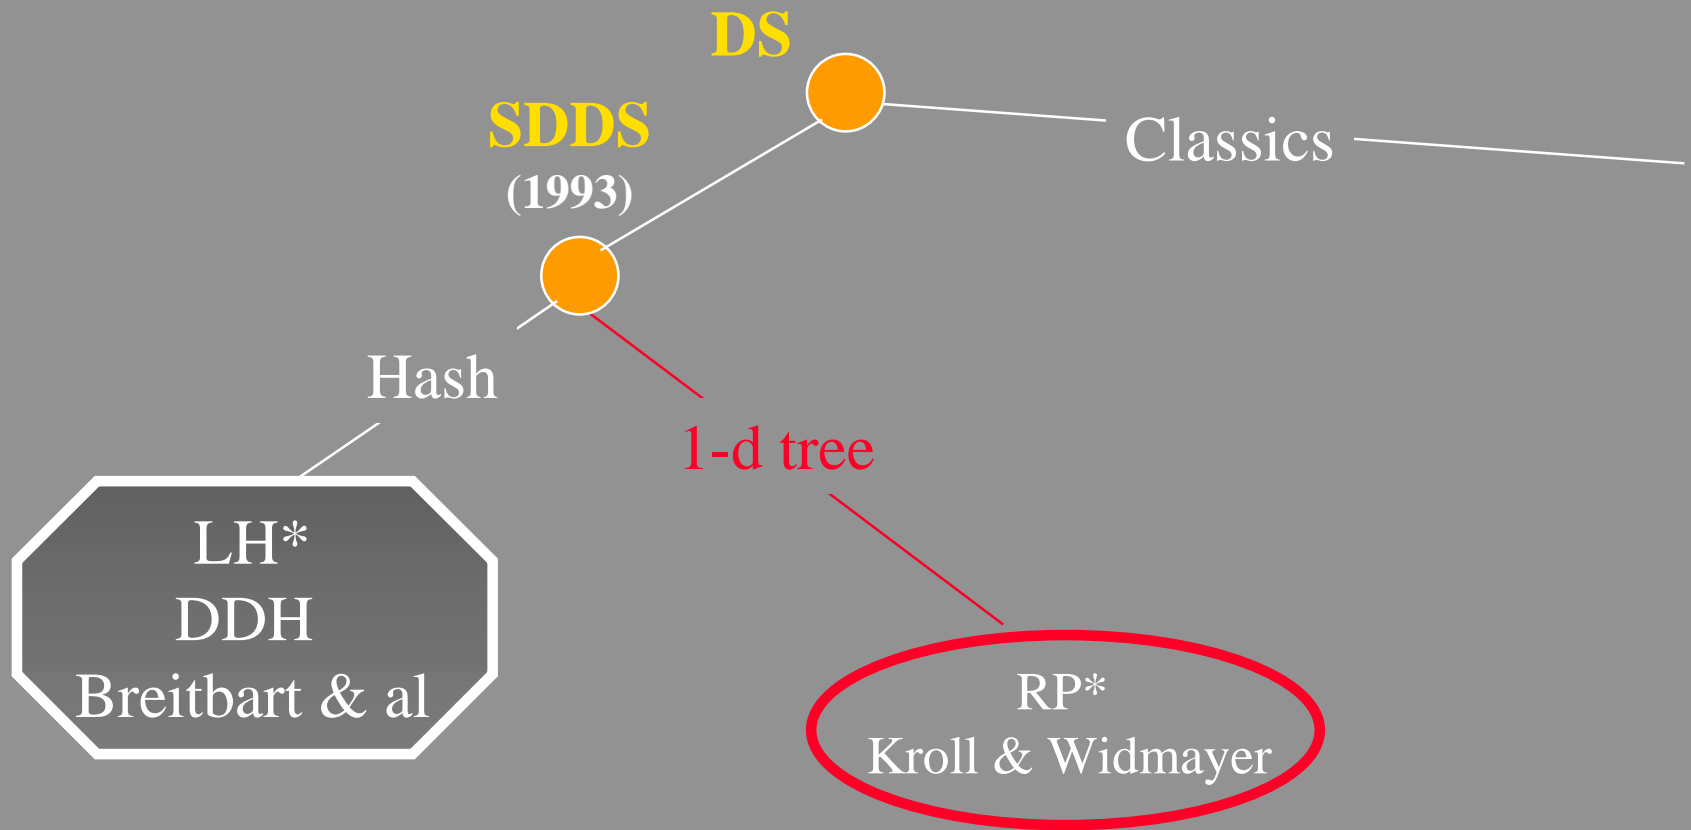 DS
SDDS
(1993)
Classics
Hash
1-d tree
LH*
DDH
Breitbart & al
RP*
Kroll & Widmayer